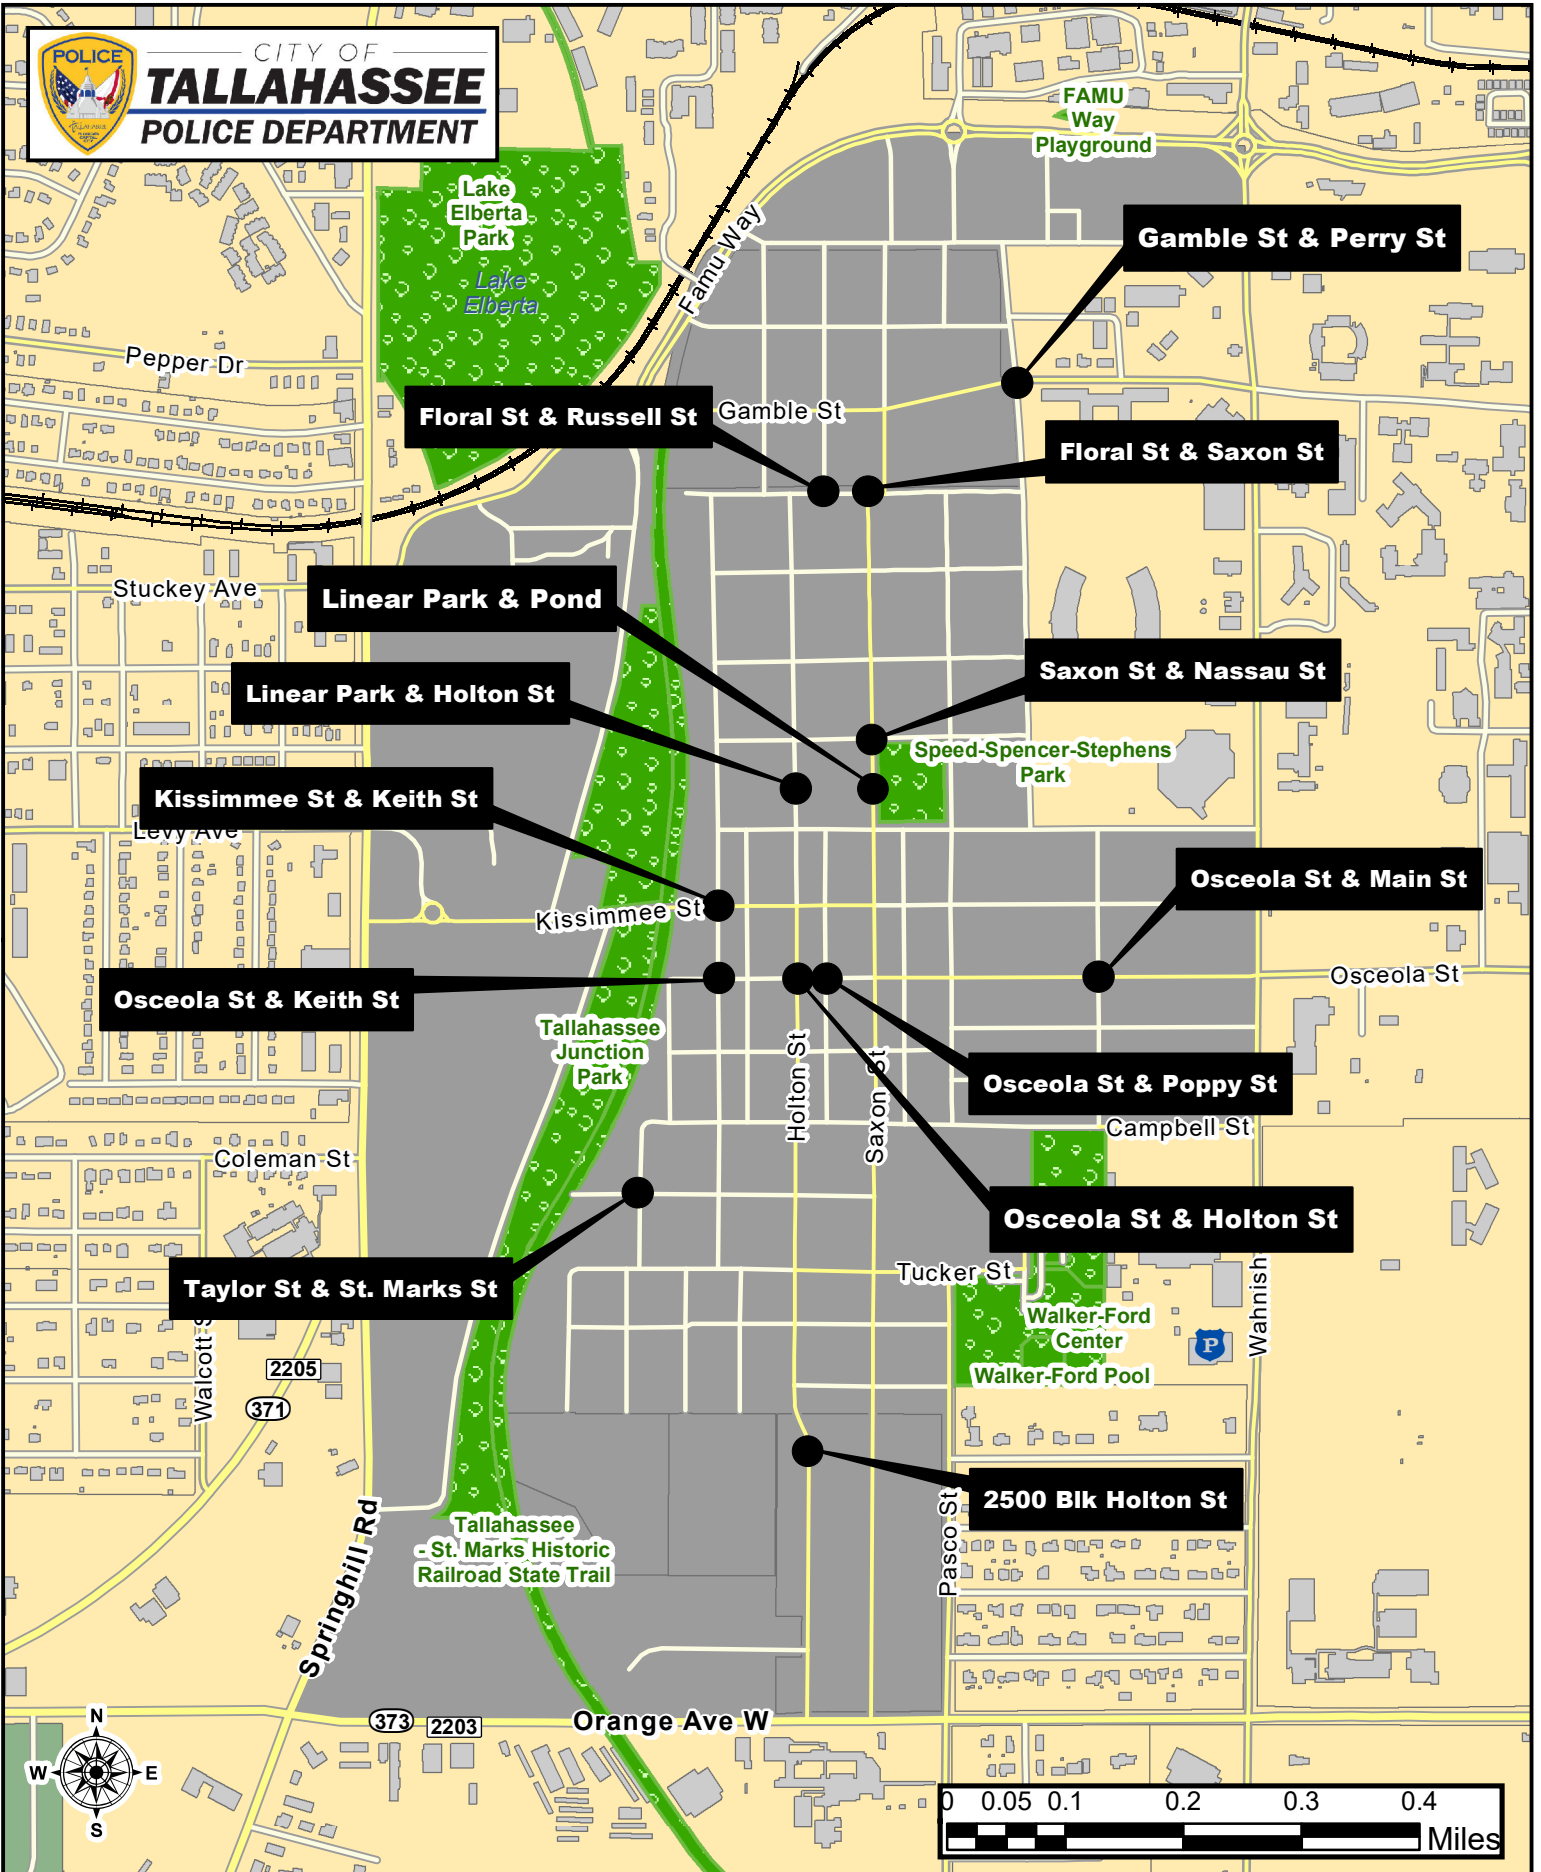 POLICE
CITY OF
TALLAHASSEE
POLICE DEPARTMENT
FAMU
Way
Playground
Lake
Elberta
Park
Lake
Elberta
Famu Way
Gamble St & Perry St
Pepper Dr
Floral St & Russell St
Gamble St
Floral St & Saxon St
Stuckey Ave
Linear Park & Pond
Saxon St & Nassau St
Linear Park & Holton St
Speed-Spencer-Stephens
Park
Kissimmee St & Keith St
Levy Ave
Osceola St & Main St
Kissimmee St
Osceola St & Keith St
Osceola St
Tallahassee
Junction
Park
Holton St
Saxon St
Osceola St & Poppy St
Campbell St
Coleman St
Osceola St & Holton St
Taylor St & St. Marks St
Tucker St
Wahnish
Walker-Ford
Center
Walker-Ford Pool
P
Walcott S
2205
371
2500 Blk Holton St
Pasco St
Springhill Rd
Tallahassee
- St. Marks Historic
Railroad State Trail
373
2203
Orange Ave W
N
W
E
S
0 0.05 0.1 0.2 0.3 0.4
Miles